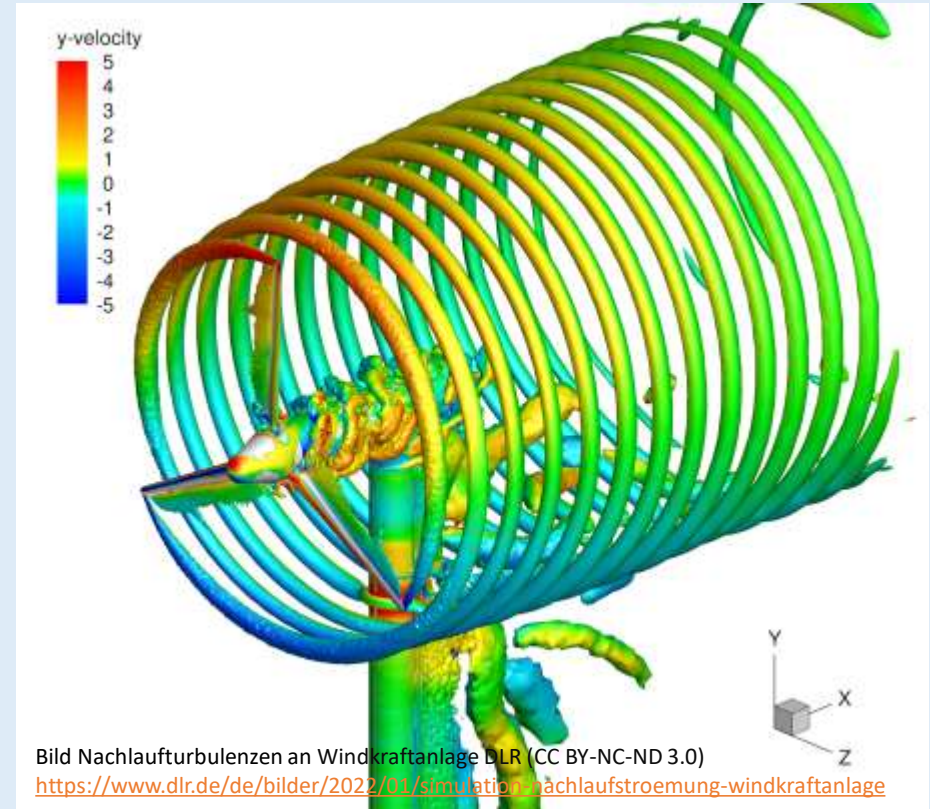 y-velocity
5
4
3
2
1
0
-1
-2
-3
-4
-5
Y
X
Z
Bild Nachlaufturbulenzen an Windkraftanlage DLR (CC BY-NC-ND 3.0)
https://www.dlr.de/de/bilder/2022/01/simulation-nachlaufstroemung-windkraftanlage